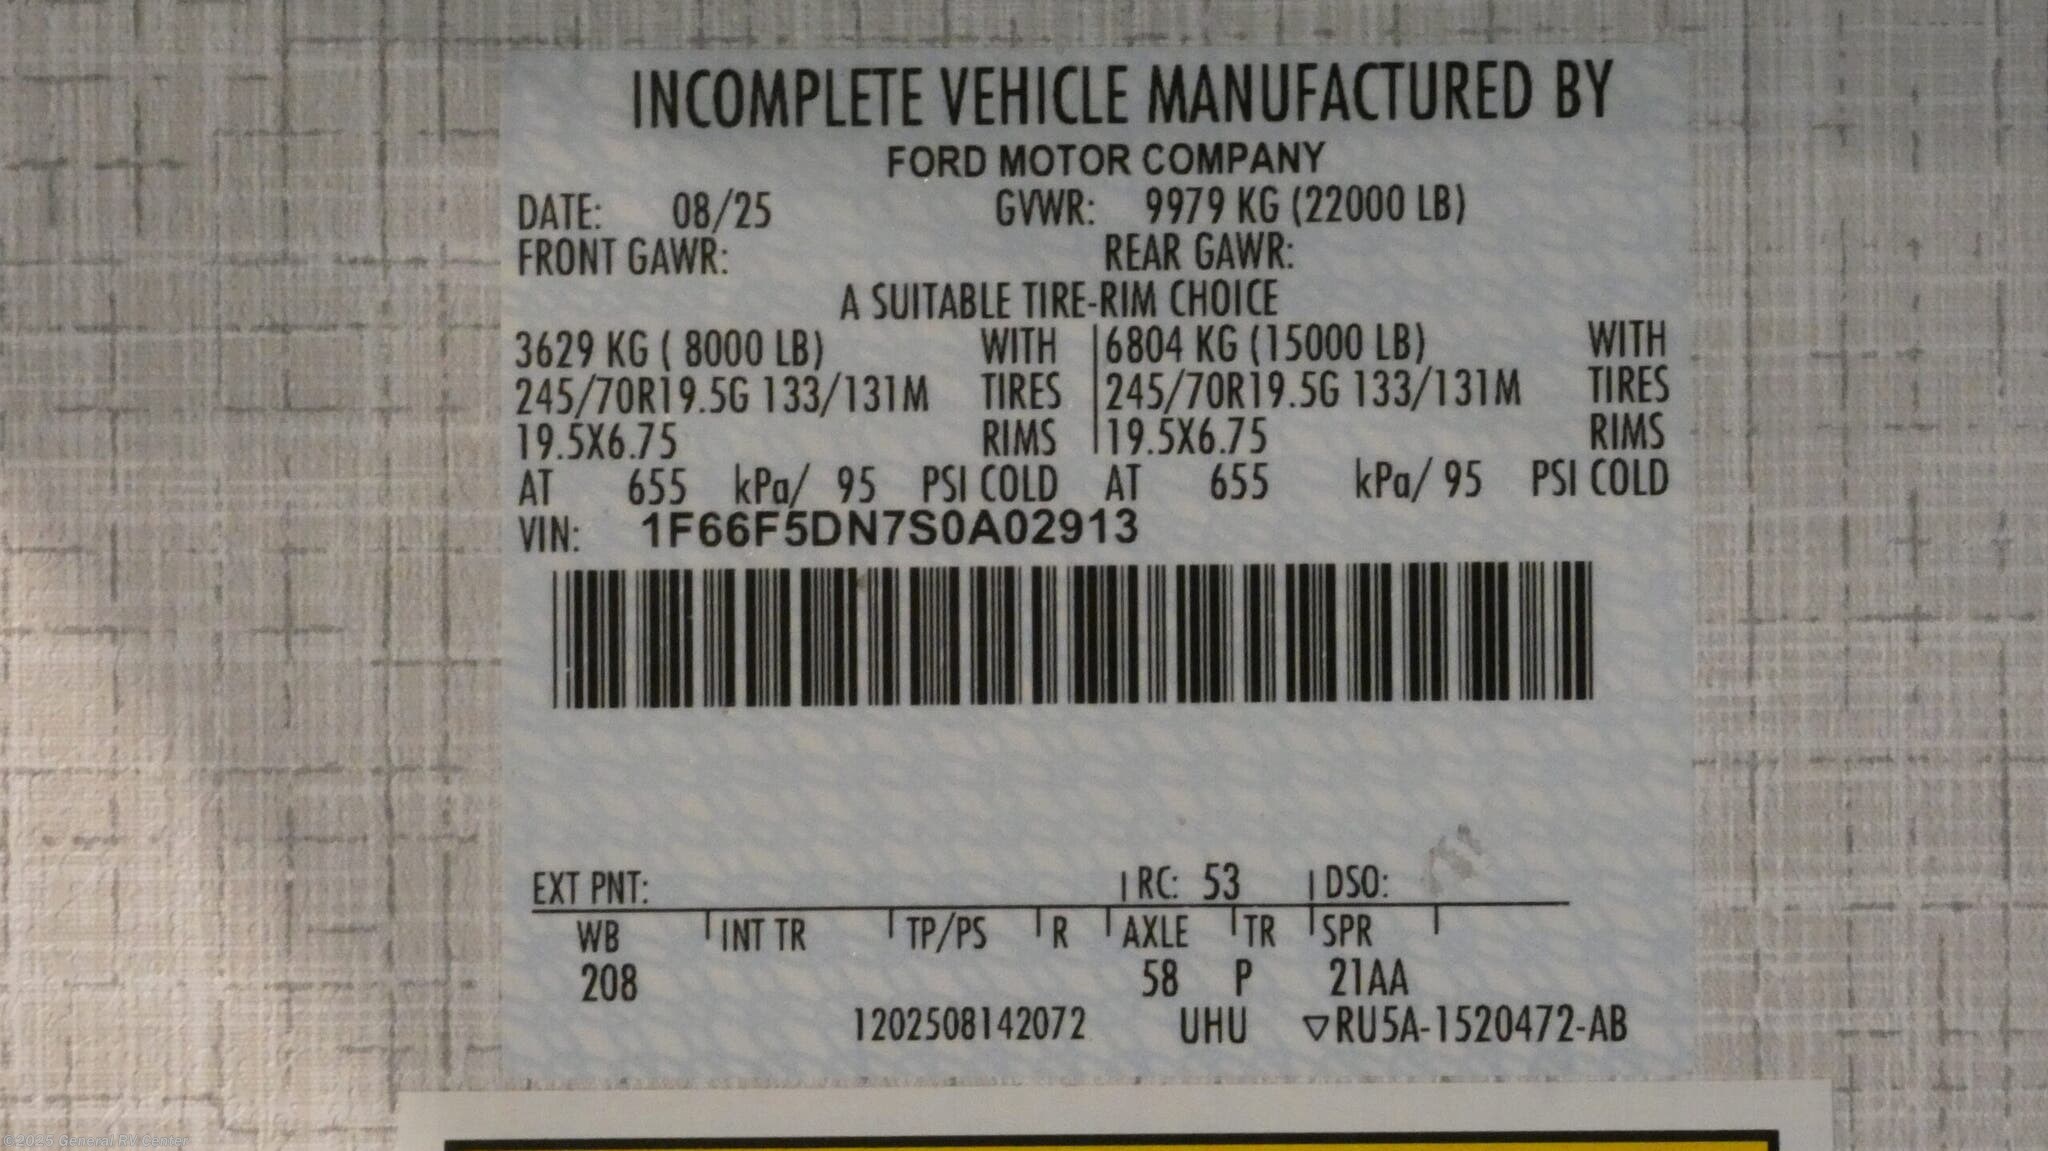 INCOMPLETE VEHICLE MANUFACTURED BY
FORD MOTOR COMPANY
DATE: 08/25 GVWR: 9979 KG (22000 LB)
FRONT GAWR: REAR GAWR:
A SUITABLE TIRE-RIM CHOICE
3629 KG ( 8000 LB) WITH 6804 KG (15000 LB) WITH
245/70R19.5G 133/131M TIRES 245/70R19.5G 133/131M TIRES
19.5X6.75 RIMS 19.5X6.75 RIMS
AT 655 kPa/ 95 PSI COLD AT 655 kPa/ 95 PSI COLD
VIN: 1F66F5DN7S0A02913
EXT PNT: RC: 53 DSO:
WB INT TR TP/PS R AXLE TR SPR
208 58 P 21AA
1202508142072 UHU ▽RU5A-1520472-AB
©2025 General RV Center